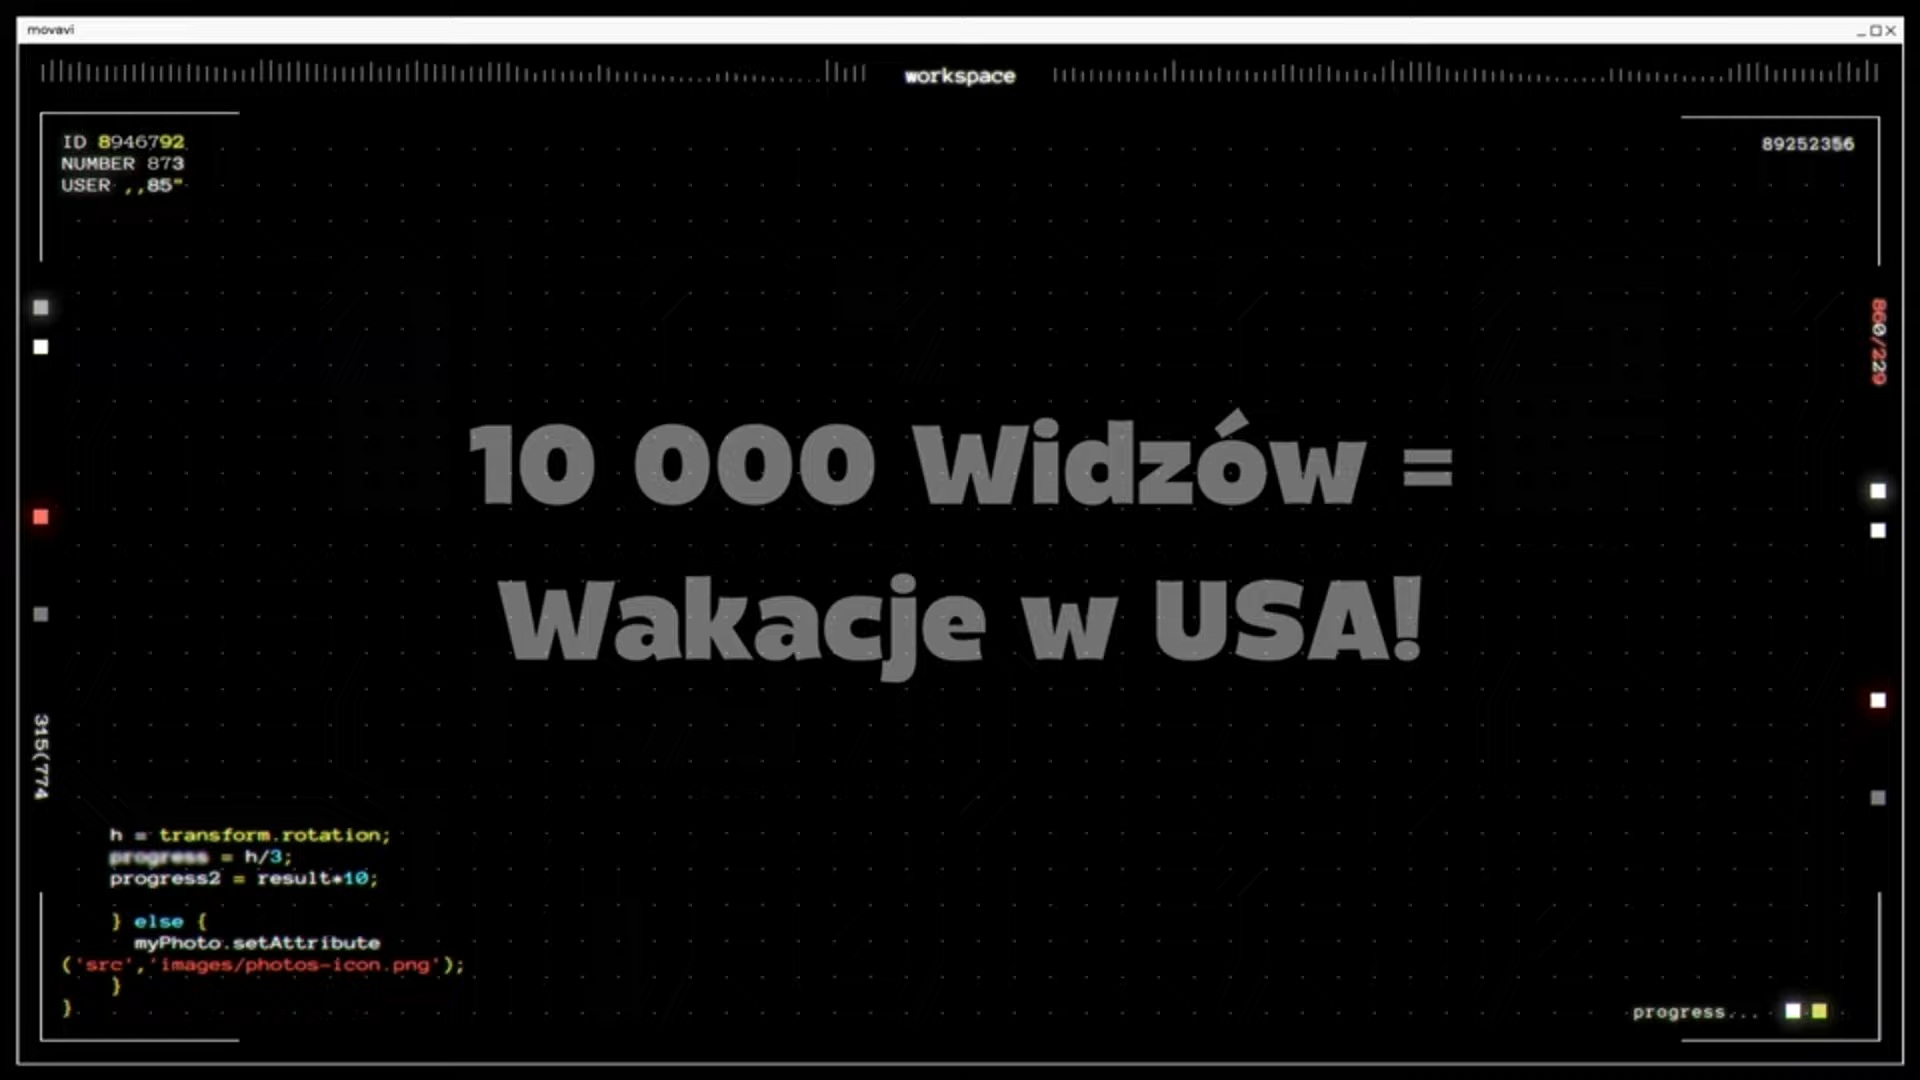 movavi
workspace
ID 8946792
NUMBER 873
USER ,,85"
89252356
860/229
10 000 Widzów =
Wakacje w USA!
315(774
h = transform.rotation;
progress = h/3;
progress2 = result*10;
} else {
myPhoto.setAttribute
('src','images/photos-icon.png');
}
}
progress...